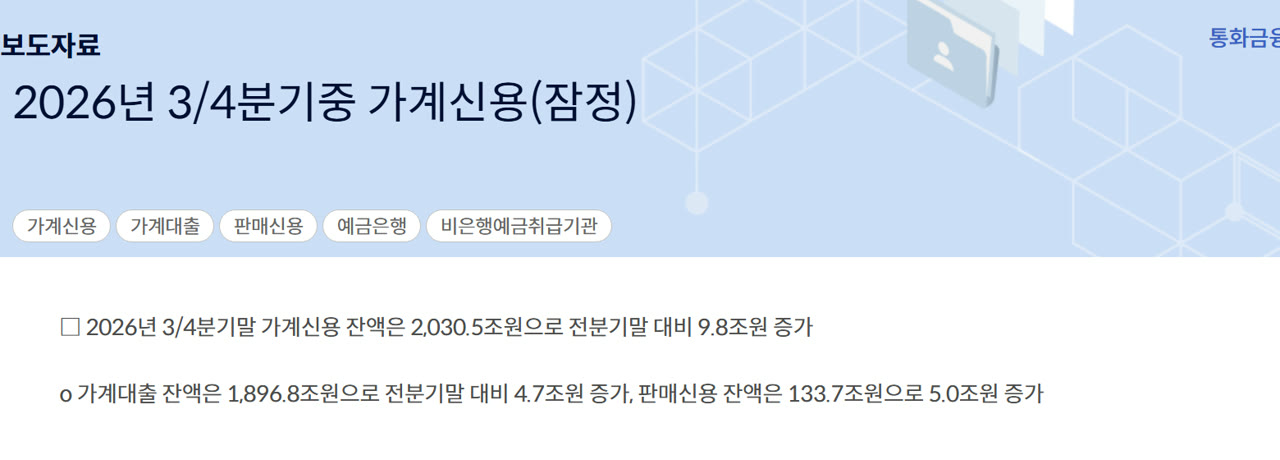 보도자료
통화금융
2026년 3/4분기중 가계신용(잠정)
가계신용 가계대출 판매신용 예금은행 비은행예금취급기관
□ 2026년 3/4분기말 가계신용 잔액은 2,030.5조원으로 전분기말 대비 9.8조원 증가
o 가계대출 잔액은 1,896.8조원으로 전분기말 대비 4.7조원 증가, 판매신용 잔액은 133.7조원으로 5.0조원 증가